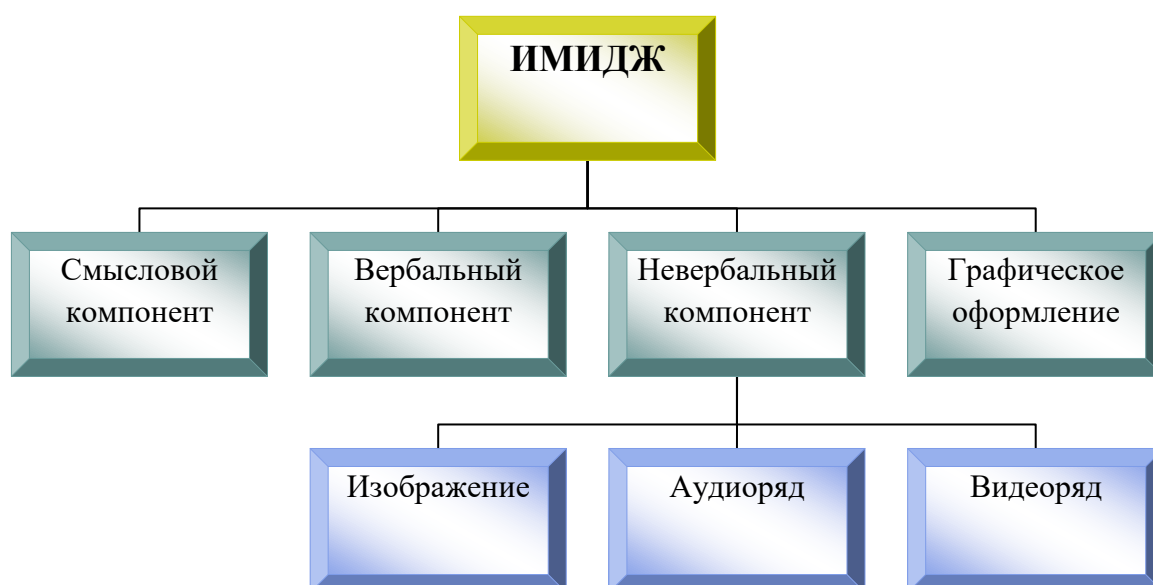 ИМИДЖ
Смысловой
компонент
Вербальный
компонент
Невербальный
компонент
Графическое
оформление
Изображение
Аудиоряд
Видеоряд